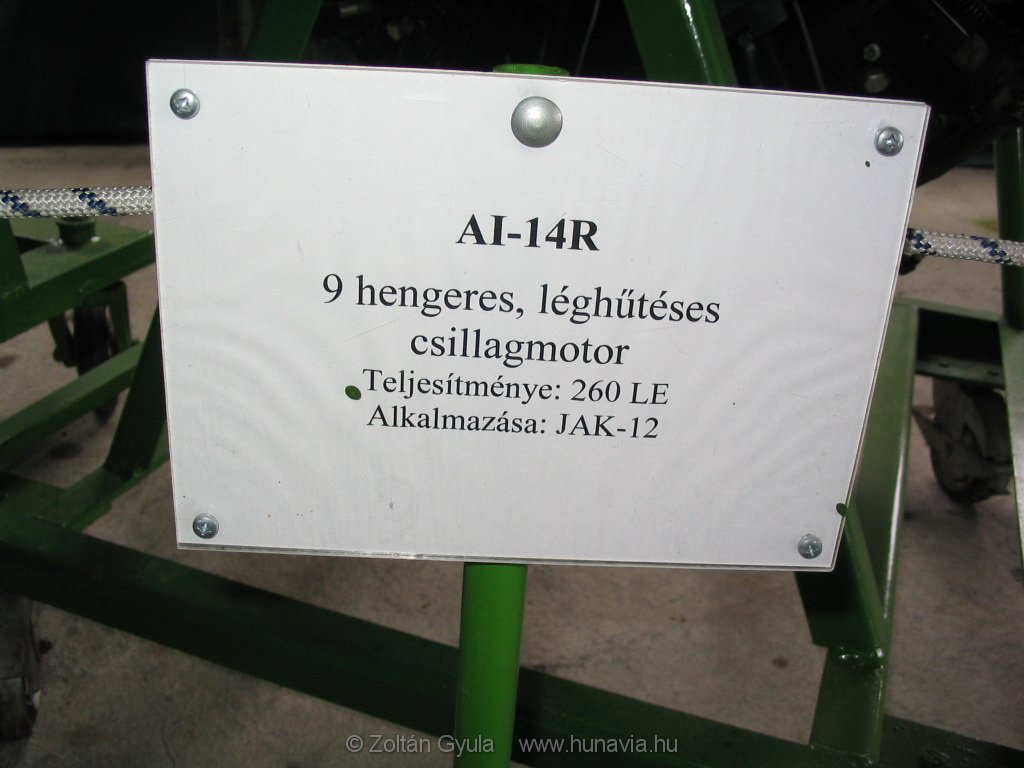 AI-14R
9 hengeres, léghűtéses
csillagmotor
Teljesítménye: 260 LE
Alkalmazása: JAK-12
© Zoltán Gyula www.hunavia.hu